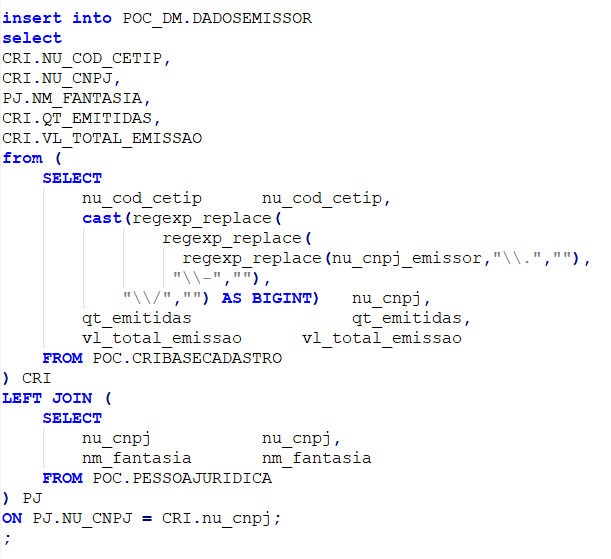 insert into POC_DM.DADOSEMISSOR
select
CRI.NU_COD_CETIP,
CRI.NU_CNPJ,
PJ.NM_FANTASIA,
CRI.QT_EMITIDAS,
CRI.VL_TOTAL_EMISSAO
from (
    SELECT
        nu_cod_cetip      nu_cod_cetip,
        cast(regexp_replace(
                regexp_replace(
                  regexp_replace(nu_cnpj_emissor,"\\.",""),
                 "\\-",""),
            "\\/","") AS BIGINT)   nu_cnpj,
        qt_emitidas                qt_emitidas,
        vl_total_emissao      vl_total_emissao
    FROM POC.CRIBASECADASTRO
) CRI
LEFT JOIN (
    SELECT
        nu_cnpj           nu_cnpj,
        nm_fantasia       nm_fantasia
    FROM POC.PESSOAJURIDICA
) PJ
ON PJ.NU_CNPJ = CRI.nu_cnpj;
;